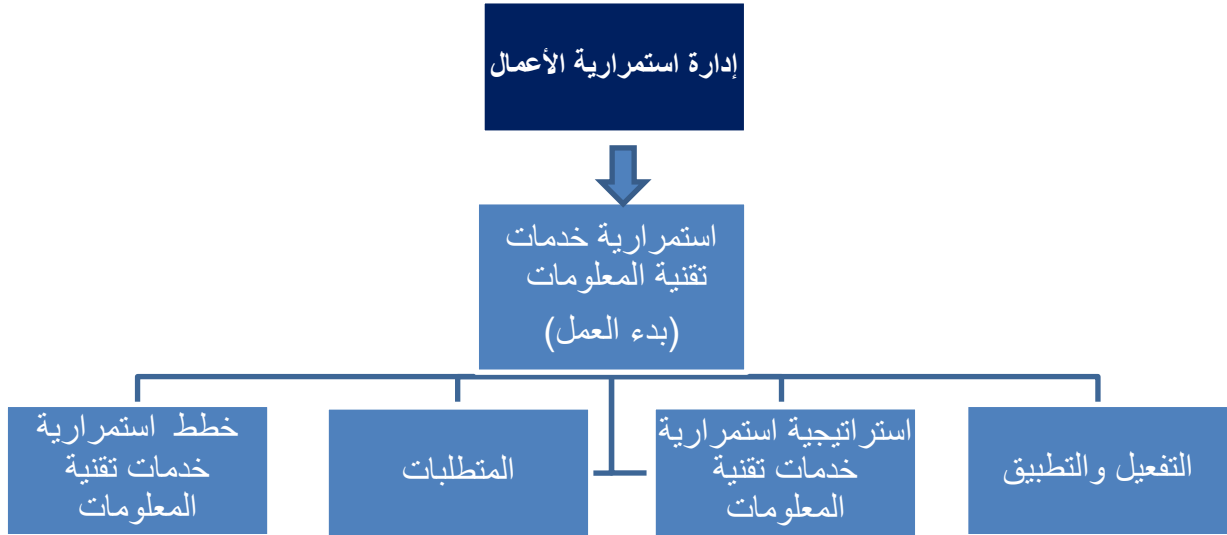 إدارة استمرارية الأعمال
استمرارية خدمات
تقنية المعلومات
(بدء العمل)
التفعيل والتطبيق
استراتيجية استمرارية
خدمات تقنية
المعلومات
المتطلبات
خطط استمرارية
خدمات تقنية
المعلومات